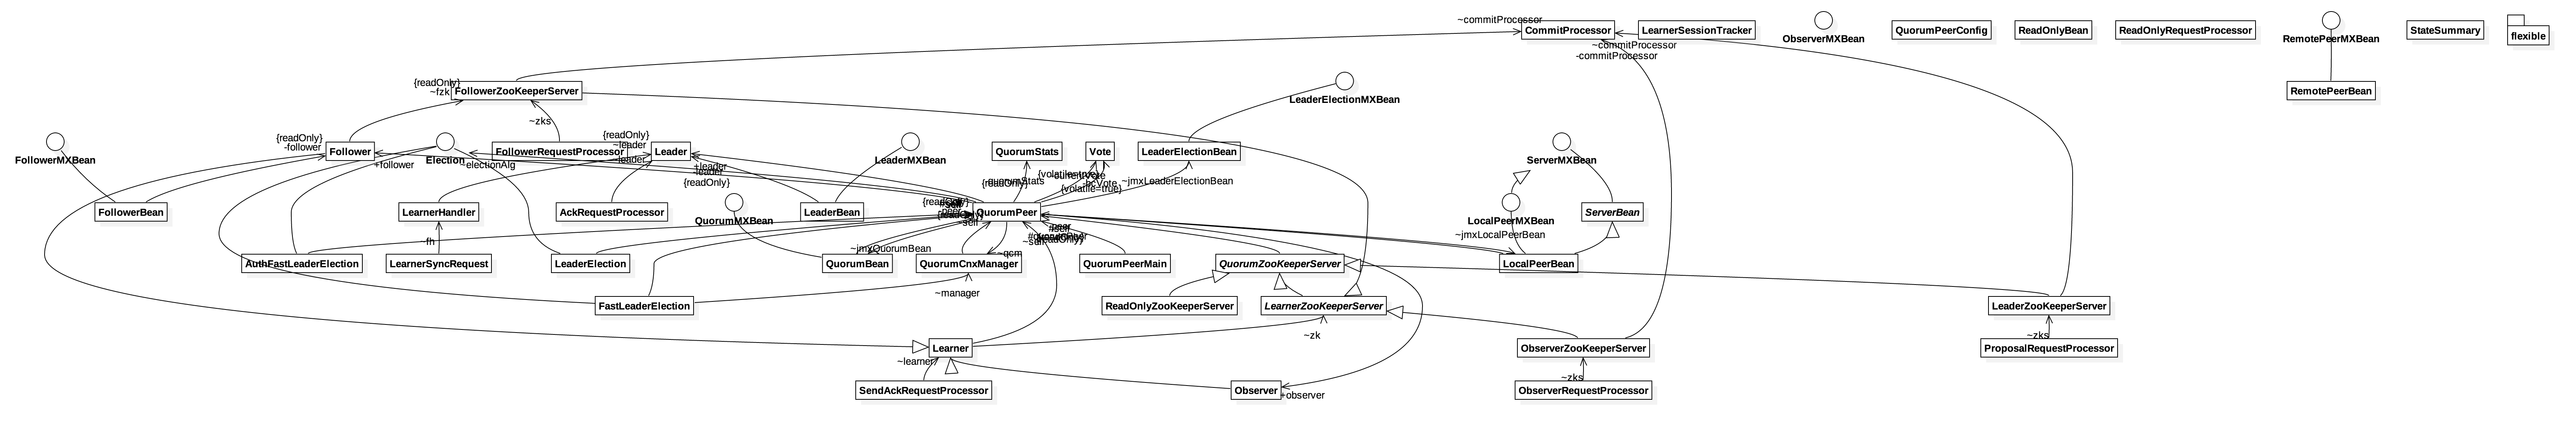 ~commitProcessor
CommitProcessor
LearnerSessionTracker
ObserverMXBean
QuorumPeerConfig
ReadOnlyBean
ReadOnlyRequestProcessor
RemotePeerMXBean
StateSummary
flexible
~commitProcessor
-commitProcessor
{readOnly}
~fzk
FollowerZooKeeperServer
LeaderElectionMXBean
RemotePeerBean
~zks
{readOnly}
-follower
{readOnly}
~leader
~leader
FollowerMXBean
Follower
+follower
Election
-electionAlg
FollowerRequestProcessor
Leader
+leader
-leader
{readOnly}
LeaderMXBean
QuorumStats
-quorumStats
{readOnly}
Vote
{volatile=true}
-currentVote
-bcVote
{volatile=true}
LeaderElectionBean
~jmxLeaderElectionBean
ServerMXBean
FollowerBean
LearnerHandler
AckRequestProcessor
QuorumMXBean
LeaderBean
{readOnly}
-peer
{readOnly}
~self
QuorumPeer
LocalPeerMXBean
~jmxLocalPeerBean
ServerBean
-fh
~jmxQuorumBean
~qcm
-peer
#quorumPeer
{readOnly}
~self
AuthFastLeaderElection
LearnerSyncRequest
LeaderElection
QuorumBean
QuorumCnxManager
QuorumPeerMain
QuorumZooKeeperServer
LocalPeerBean
~manager
FastLeaderElection
ReadOnlyZooKeeperServer
LearnerZooKeeperServer
LeaderZooKeeperServer
~zk
~zks
Learner
~learner
ObserverZooKeeperServer
ProposalRequestProcessor
~zks
SendAckRequestProcessor
Observer
+observer
ObserverRequestProcessor